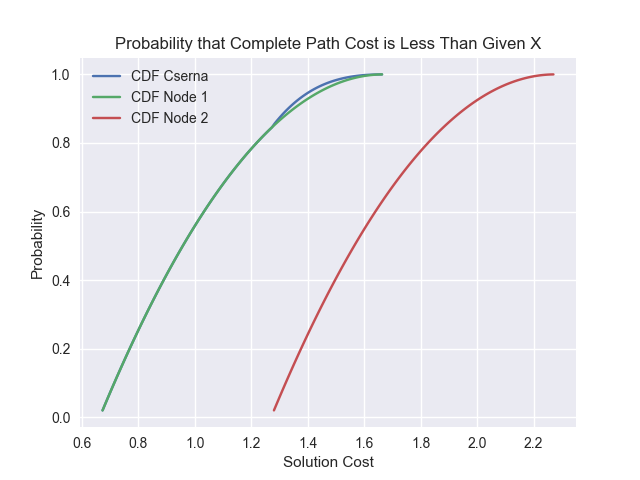 Probability that Complete Path Cost is Less Than Given X
CDF Cserna
CDF Node 1
CDF Node 2
1.0
0.8
0.6
0.4
0.2
0.0
Probability
0.6 0.8 1.0 1.2 1.4 1.6 1.8 2.0 2.2
Solution Cost